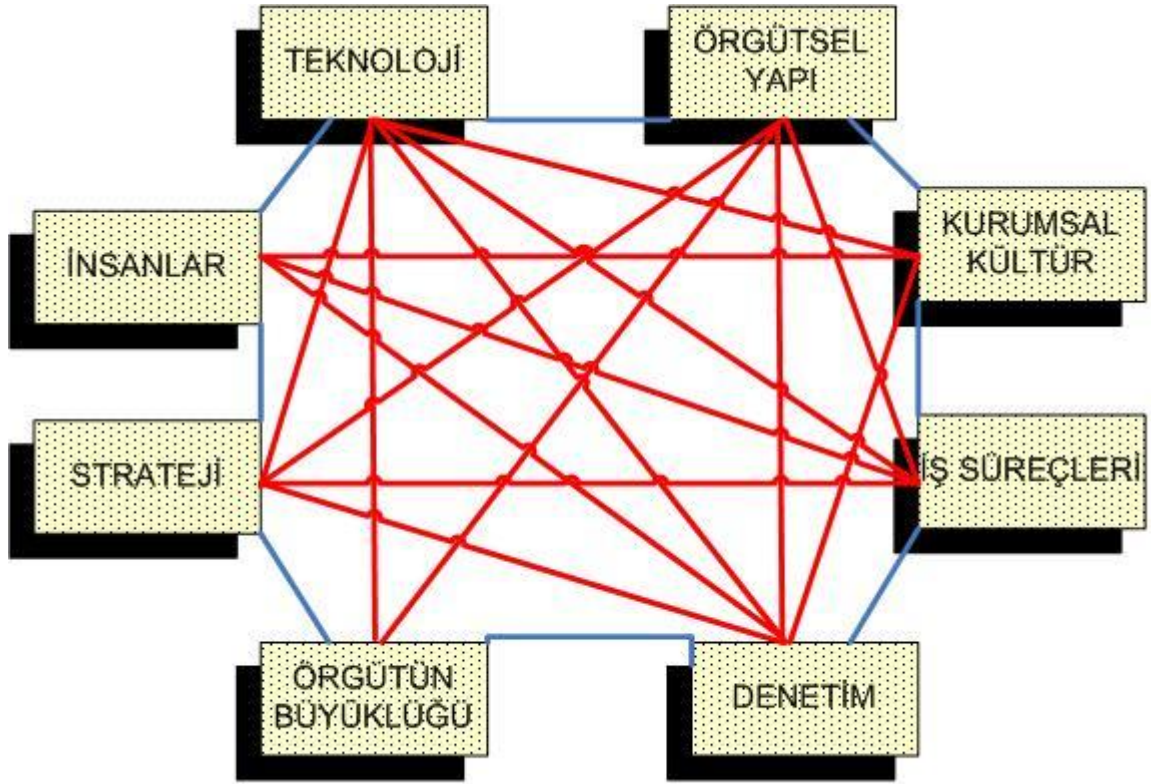 TEKNOLOJİ
ÖRGÜTSEL
YAPI
İNSANLAR
KURUMSAL
KÜLTÜR
STRATEJİ
İŞ SÜREÇLERİ
ÖRGÜTÜN
BÜYÜKLÜĞÜ
DENETİM